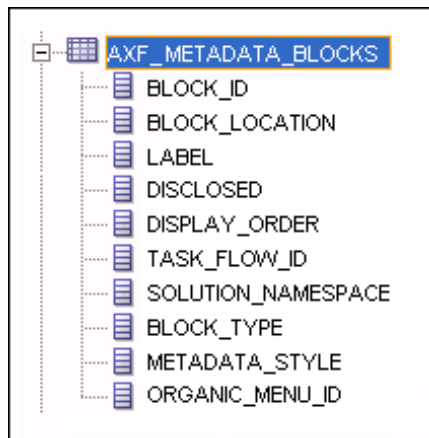 AXF_METADATA_BLOCKS
BLOCK_ID
BLOCK_LOCATION
LABEL
DISCLOSED
DISPLAY_ORDER
TASK_FLOW_ID
SOLUTION_NAMESPACE
BLOCK_TYPE
METADATA_STYLE
ORGANIC_MENU_ID